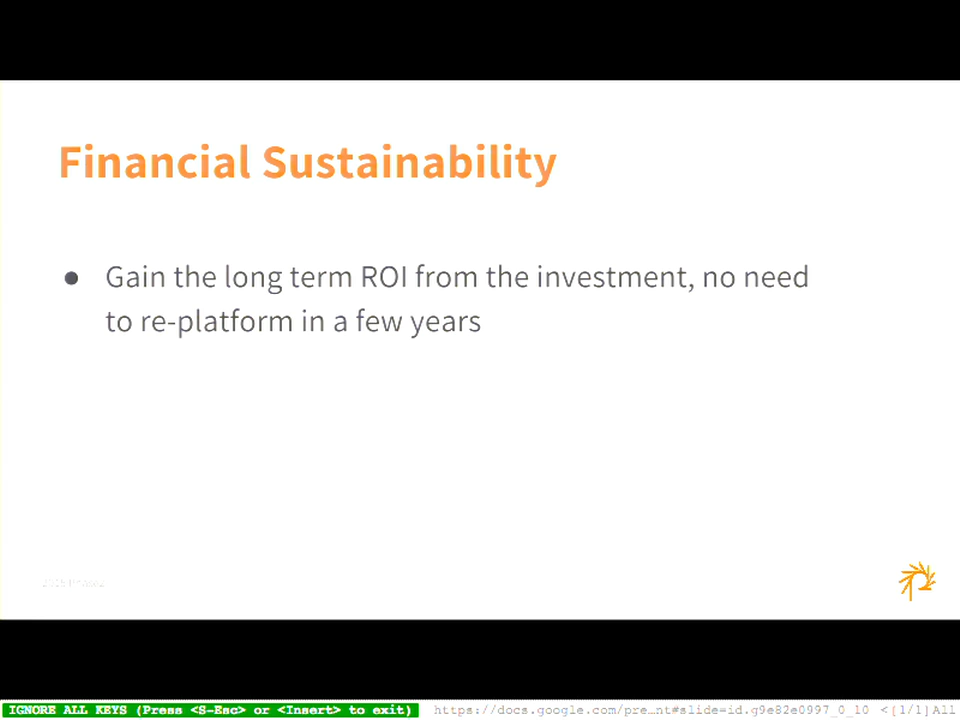 Financial Sustainability
● Gain the long term ROI from the investment, no need
to re-platform in a few years
IGNORE ALL KEYS (Press <S-Esc> or <Insert> to exit) https://docs.google.com/pre…nt#slide=id.g9e82e0997_0_10 <[1/1]All